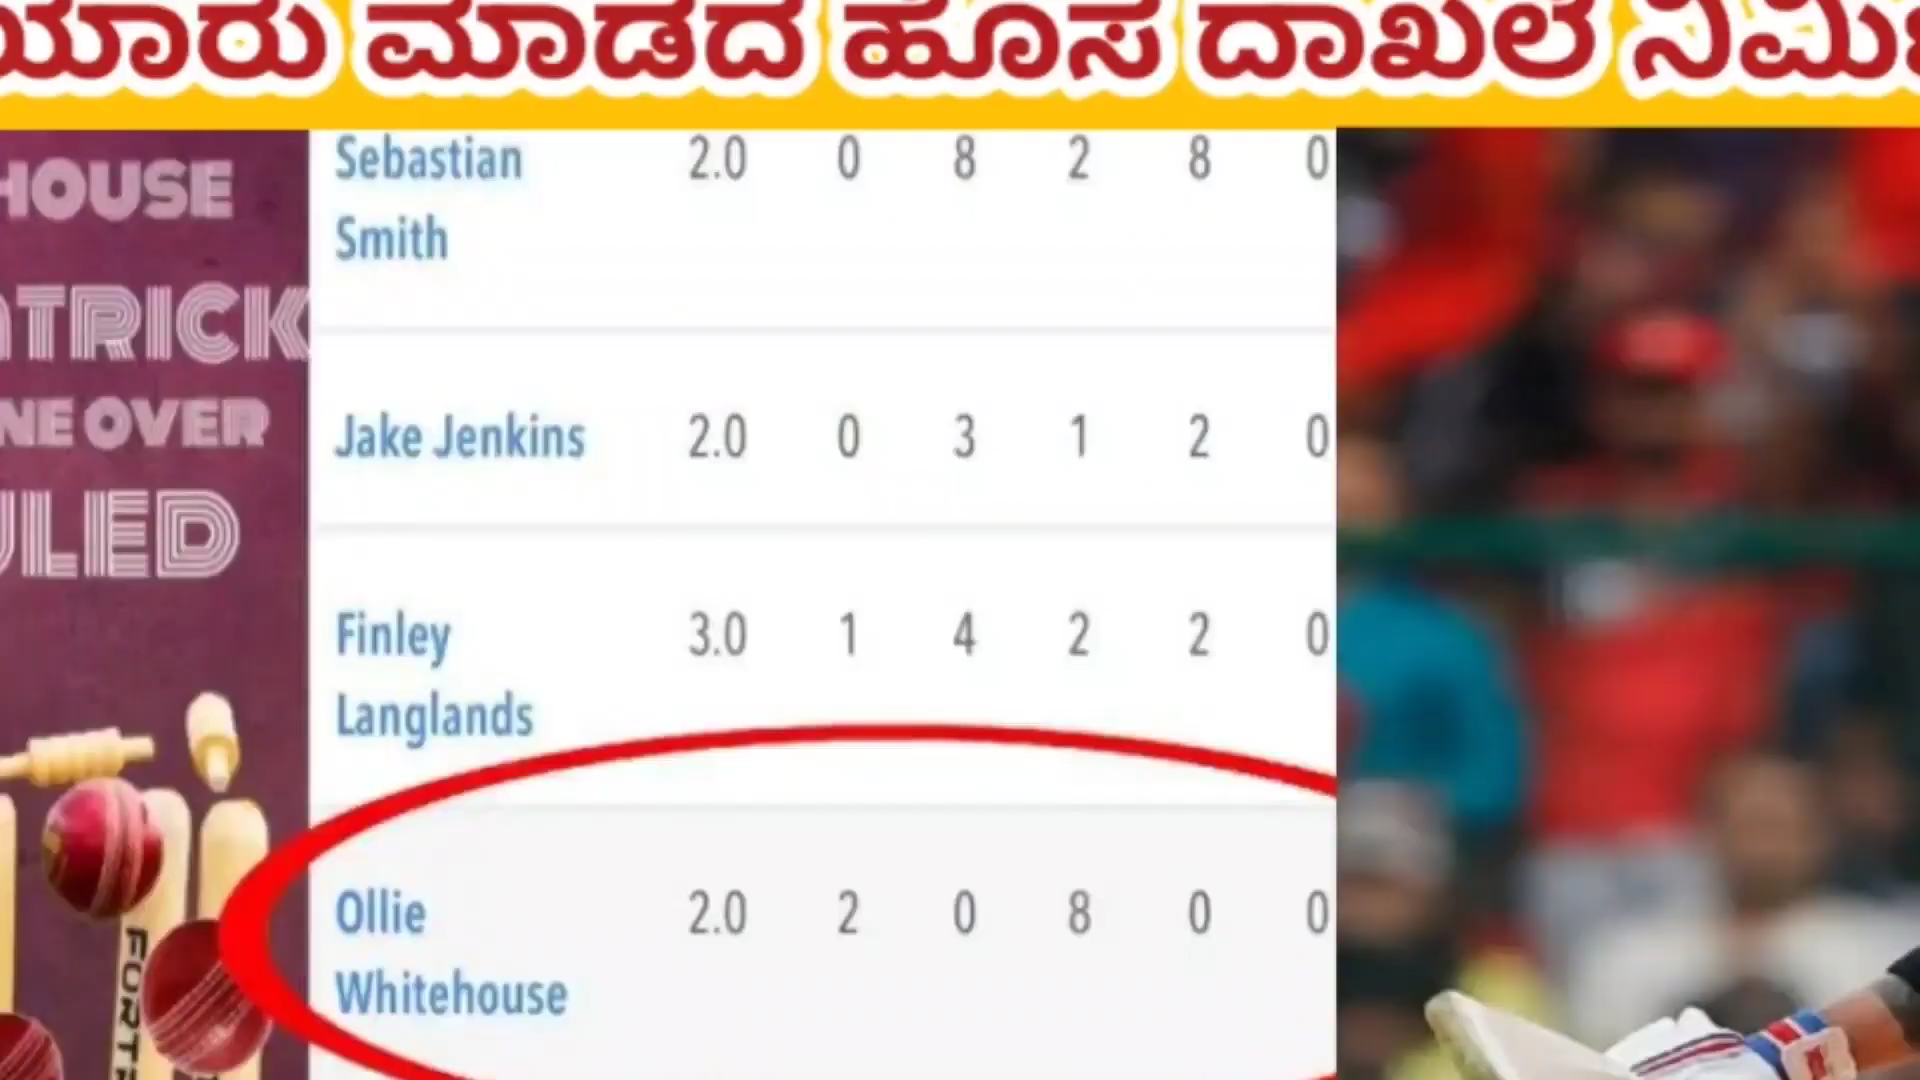 ಯಾರು ಮಾಡದ ಹೊಸ ದಾಖಲೆ
HOUSE
TRICK
NE OVER
LED
Sebastian Smith 2.0 0 8 2 8 0
Jake Jenkins 2.0 0 3 1 2 0
Finley Langlands 3.0 1 4 2 2 0
Ollie Whitehouse 2.0 2 0 8 0 0